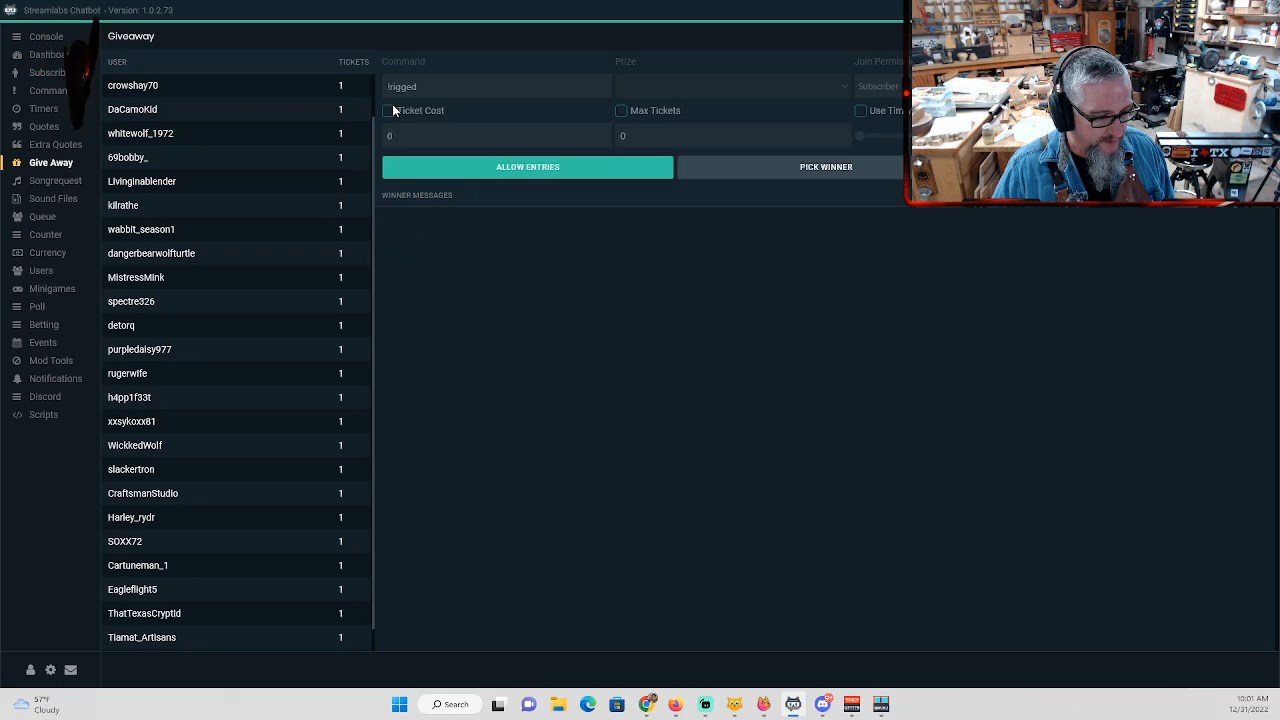 Streamlabs Chatbot - Version: 1.0.2.73
Console
Subscrib
Comman
Timers
Quotes
Extra Quotes
Give Away
Songrequest
Sound Files
Queue
Counter
Currency
Users
Minigames
Poll
Betting
Events
Mod Tools
Notifications
Discord
Scripts
Giveaway
USER TICKETS
crowshay70 1
DaCamodice 1
whitewolf_1973 1
69bobby_ 1
Livinginablender 1
kilrathe 1
wabbit_season1 1
dangerbearwolfturtle 1
MistressMink 1
spectre326 1
detorq 1
purpledaisy977 1
rugerwife 1
h4pp1f33t 1
xxsykoxx81 1
WickkedWolf 1
slackertron 1
CraftsmanStudio 1
Harley_rydr 1
SOXX72 1
Cartuneman_1 1
Eagleflight5 1
ThatTexasCryptid 1
Tiamat_Artisans 1
Command Prize Join Permis
!rigged Subscriber
Ticket Cost Max Tickets Use Tim
0 0
ALLOW ENTRIES PICK WINNER
WINNER MESSAGES
57°F
Cloudy
Search
10:01 AM
12/31/2022